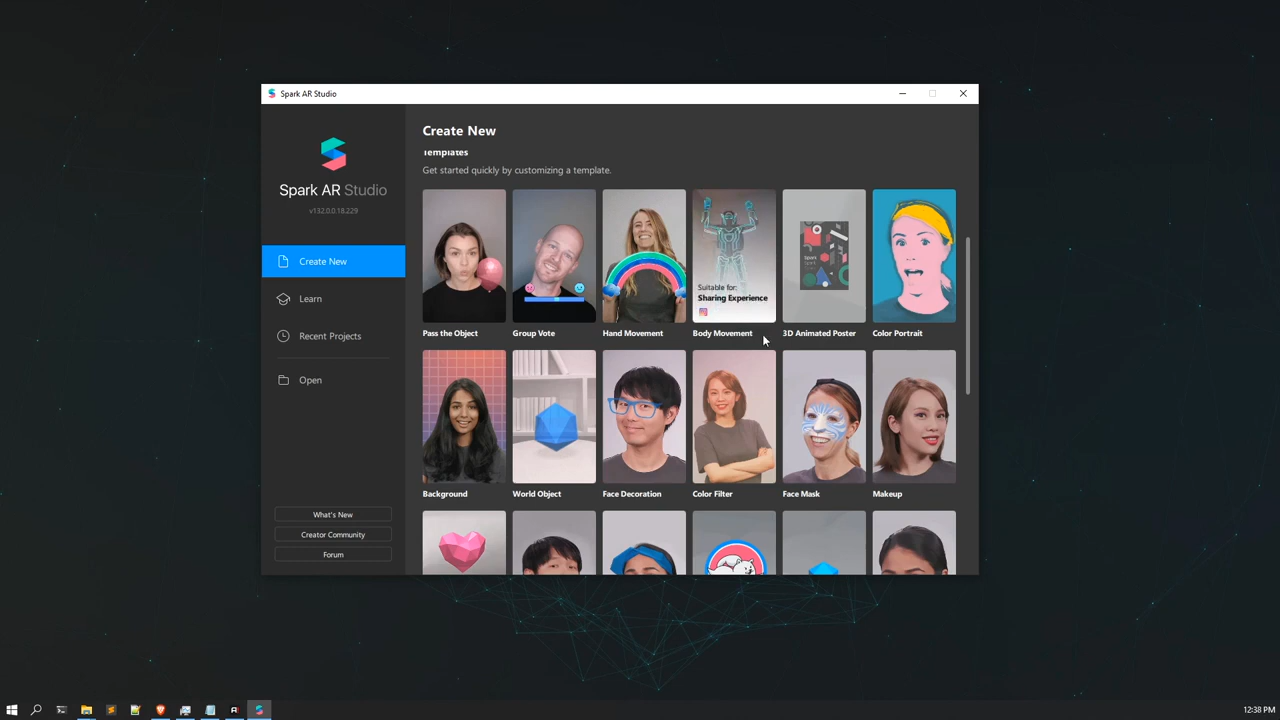 Spark AR Studio
Create New
Templates
Get started quickly by customizing a template.
Spark AR Studio
v132.0.0.18.229
Create New
Learn
Recent Projects
Open
What's New
Creator Community
Forum
Suitable for:
Sharing Experience
Pass the Object
Group Vote
Hand Movement
Body Movement
3D Animated Poster
Color Portrait
Background
World Object
Face Decoration
Color Filter
Face Mask
Makeup
12:38 PM